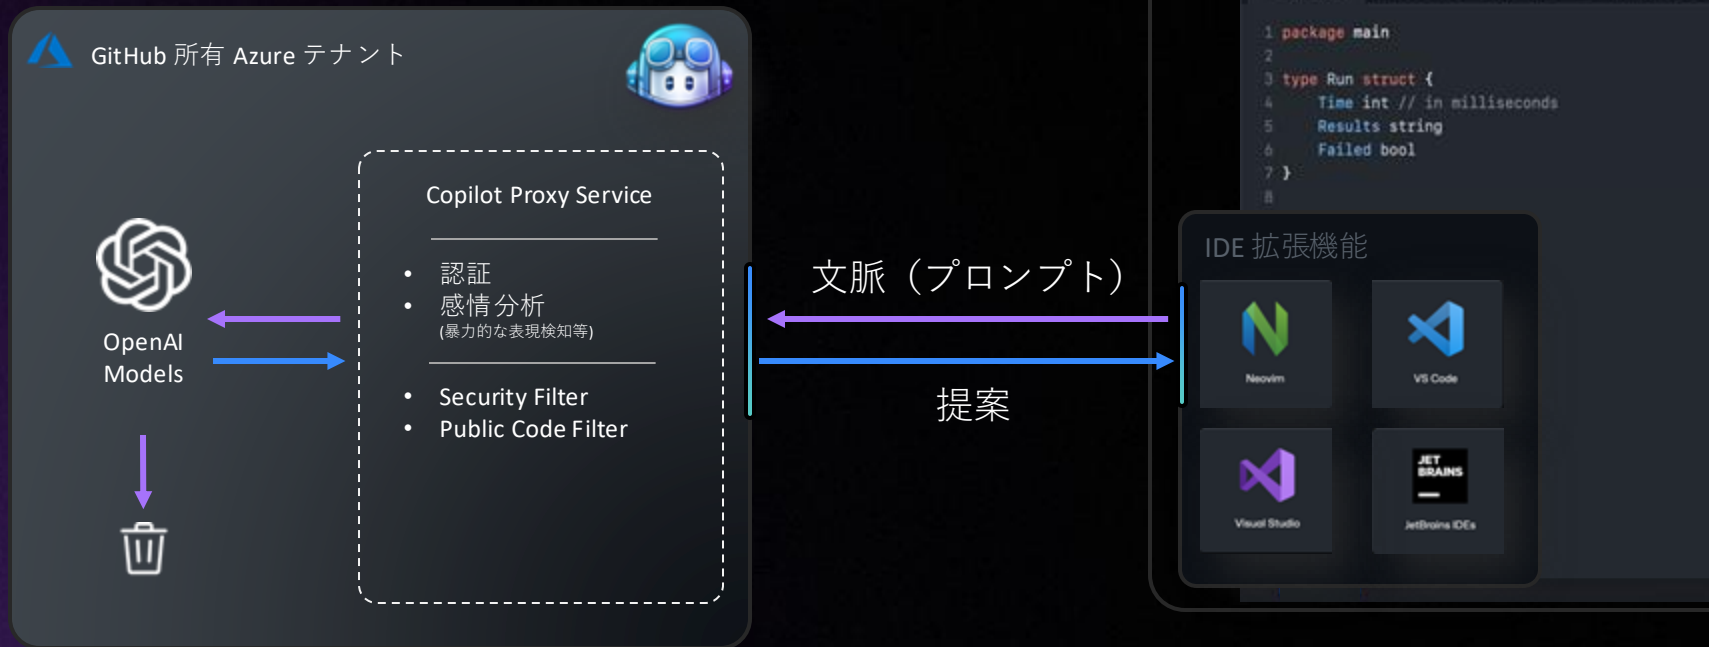 GitHub 所有 Azure テナント
Copilot Proxy Service
• 認証
• 感情分析
(暴力的な表現検知等)
• Security Filter
• Public Code Filter
OpenAI
Models
文脈（プロンプト）
提案
1 package main
2
3 type Run struct {
4 Time int // in milliseconds
5 Results string
6 Failed bool
7 }
8
IDE 拡張機能
Neovim
VS Code
Visual Studio
JET
BRAINS
JetBrains IDEs